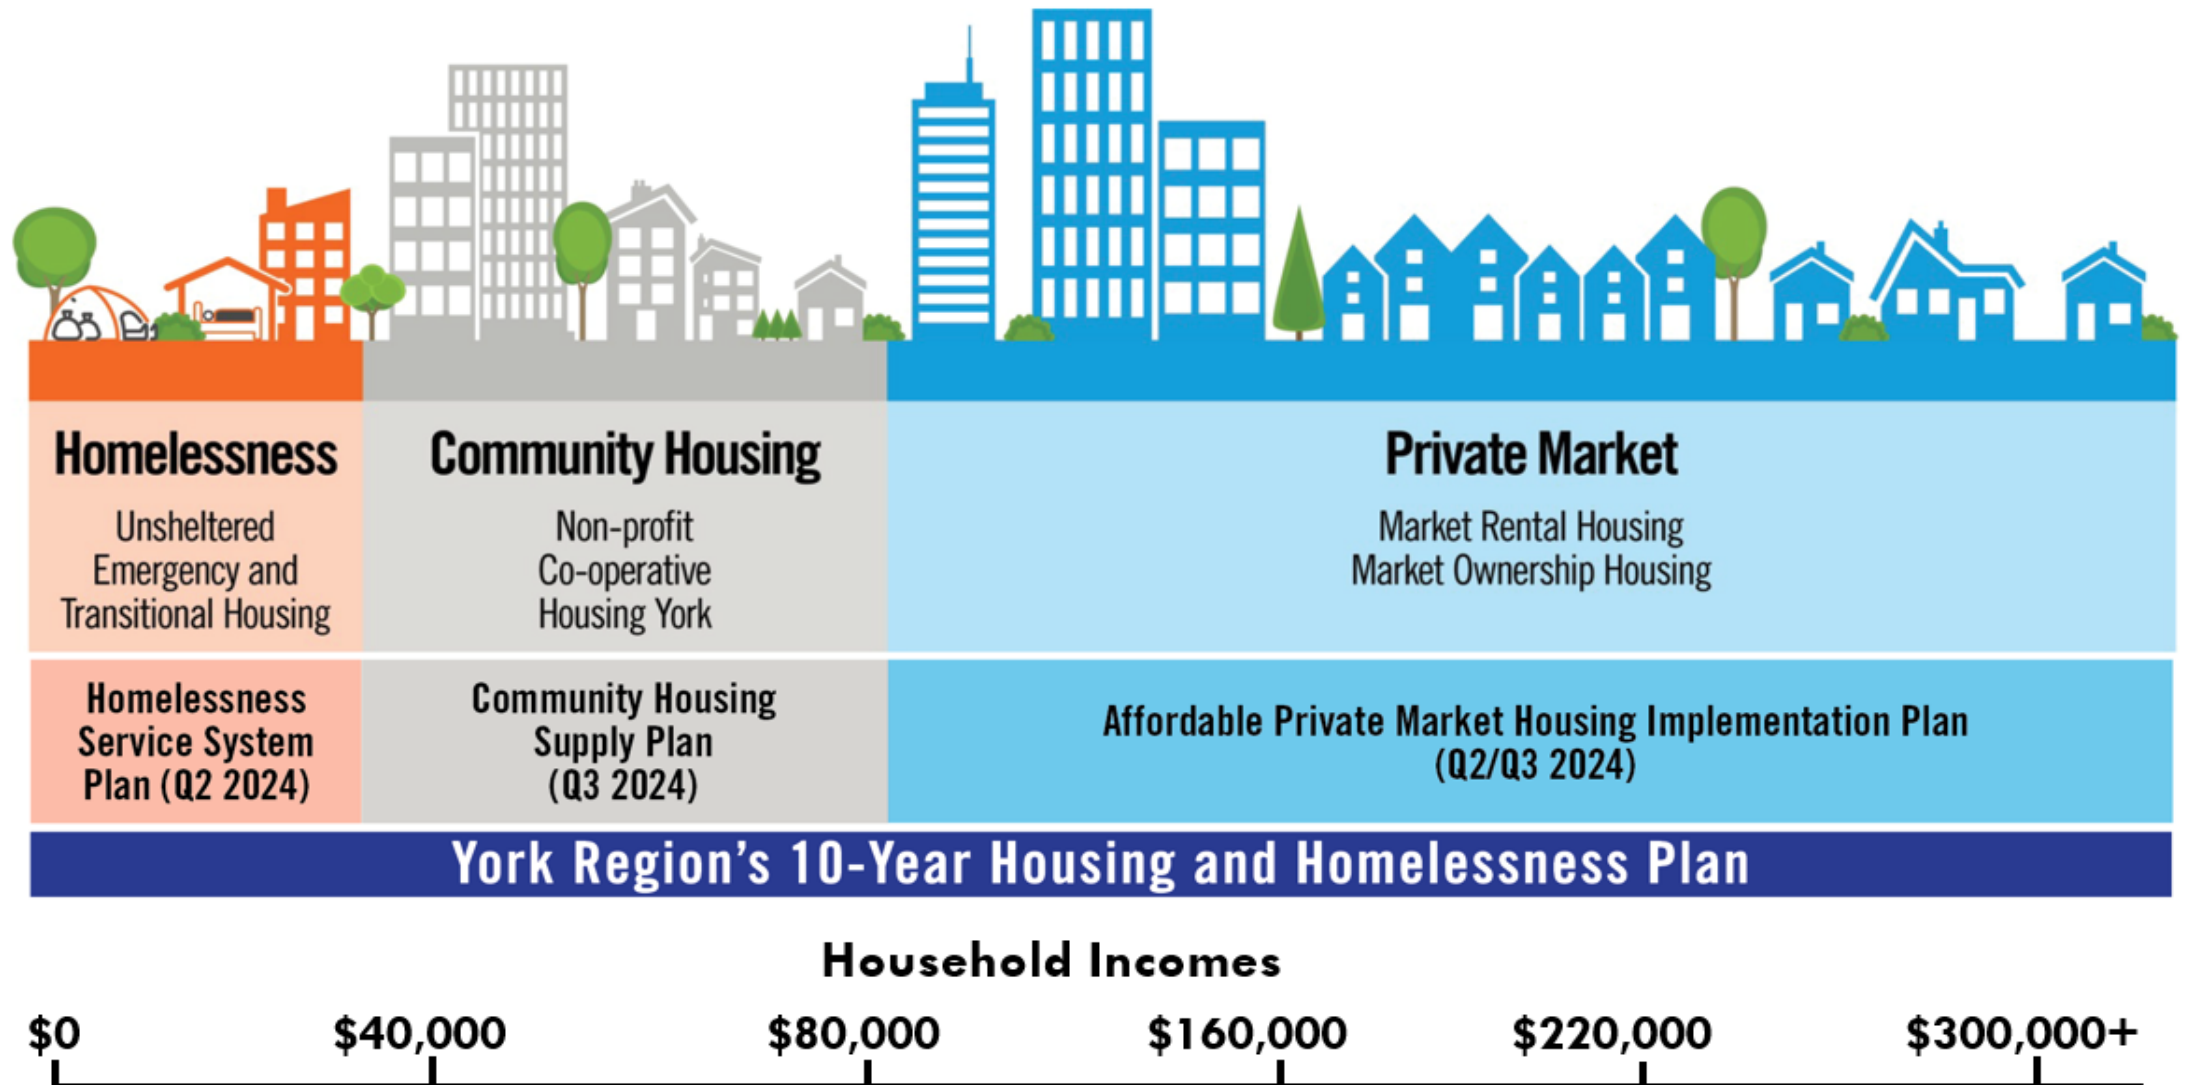 Homelessness
Unsheltered
Emergency and
Transitional Housing
Community Housing
Non-profit
Co-operative
Housing York
Private Market
Market Rental Housing
Market Ownership Housing
Homelessness
Service System
Plan (Q2 2024)
Community Housing
Supply Plan
(Q3 2024)
Affordable Private Market Housing Implementation Plan
(Q2/Q3 2024)
York Region's 10-Year Housing and Homelessness Plan
Household Incomes
$0 $40,000 $80,000 $160,000 $220,000 $300,000+